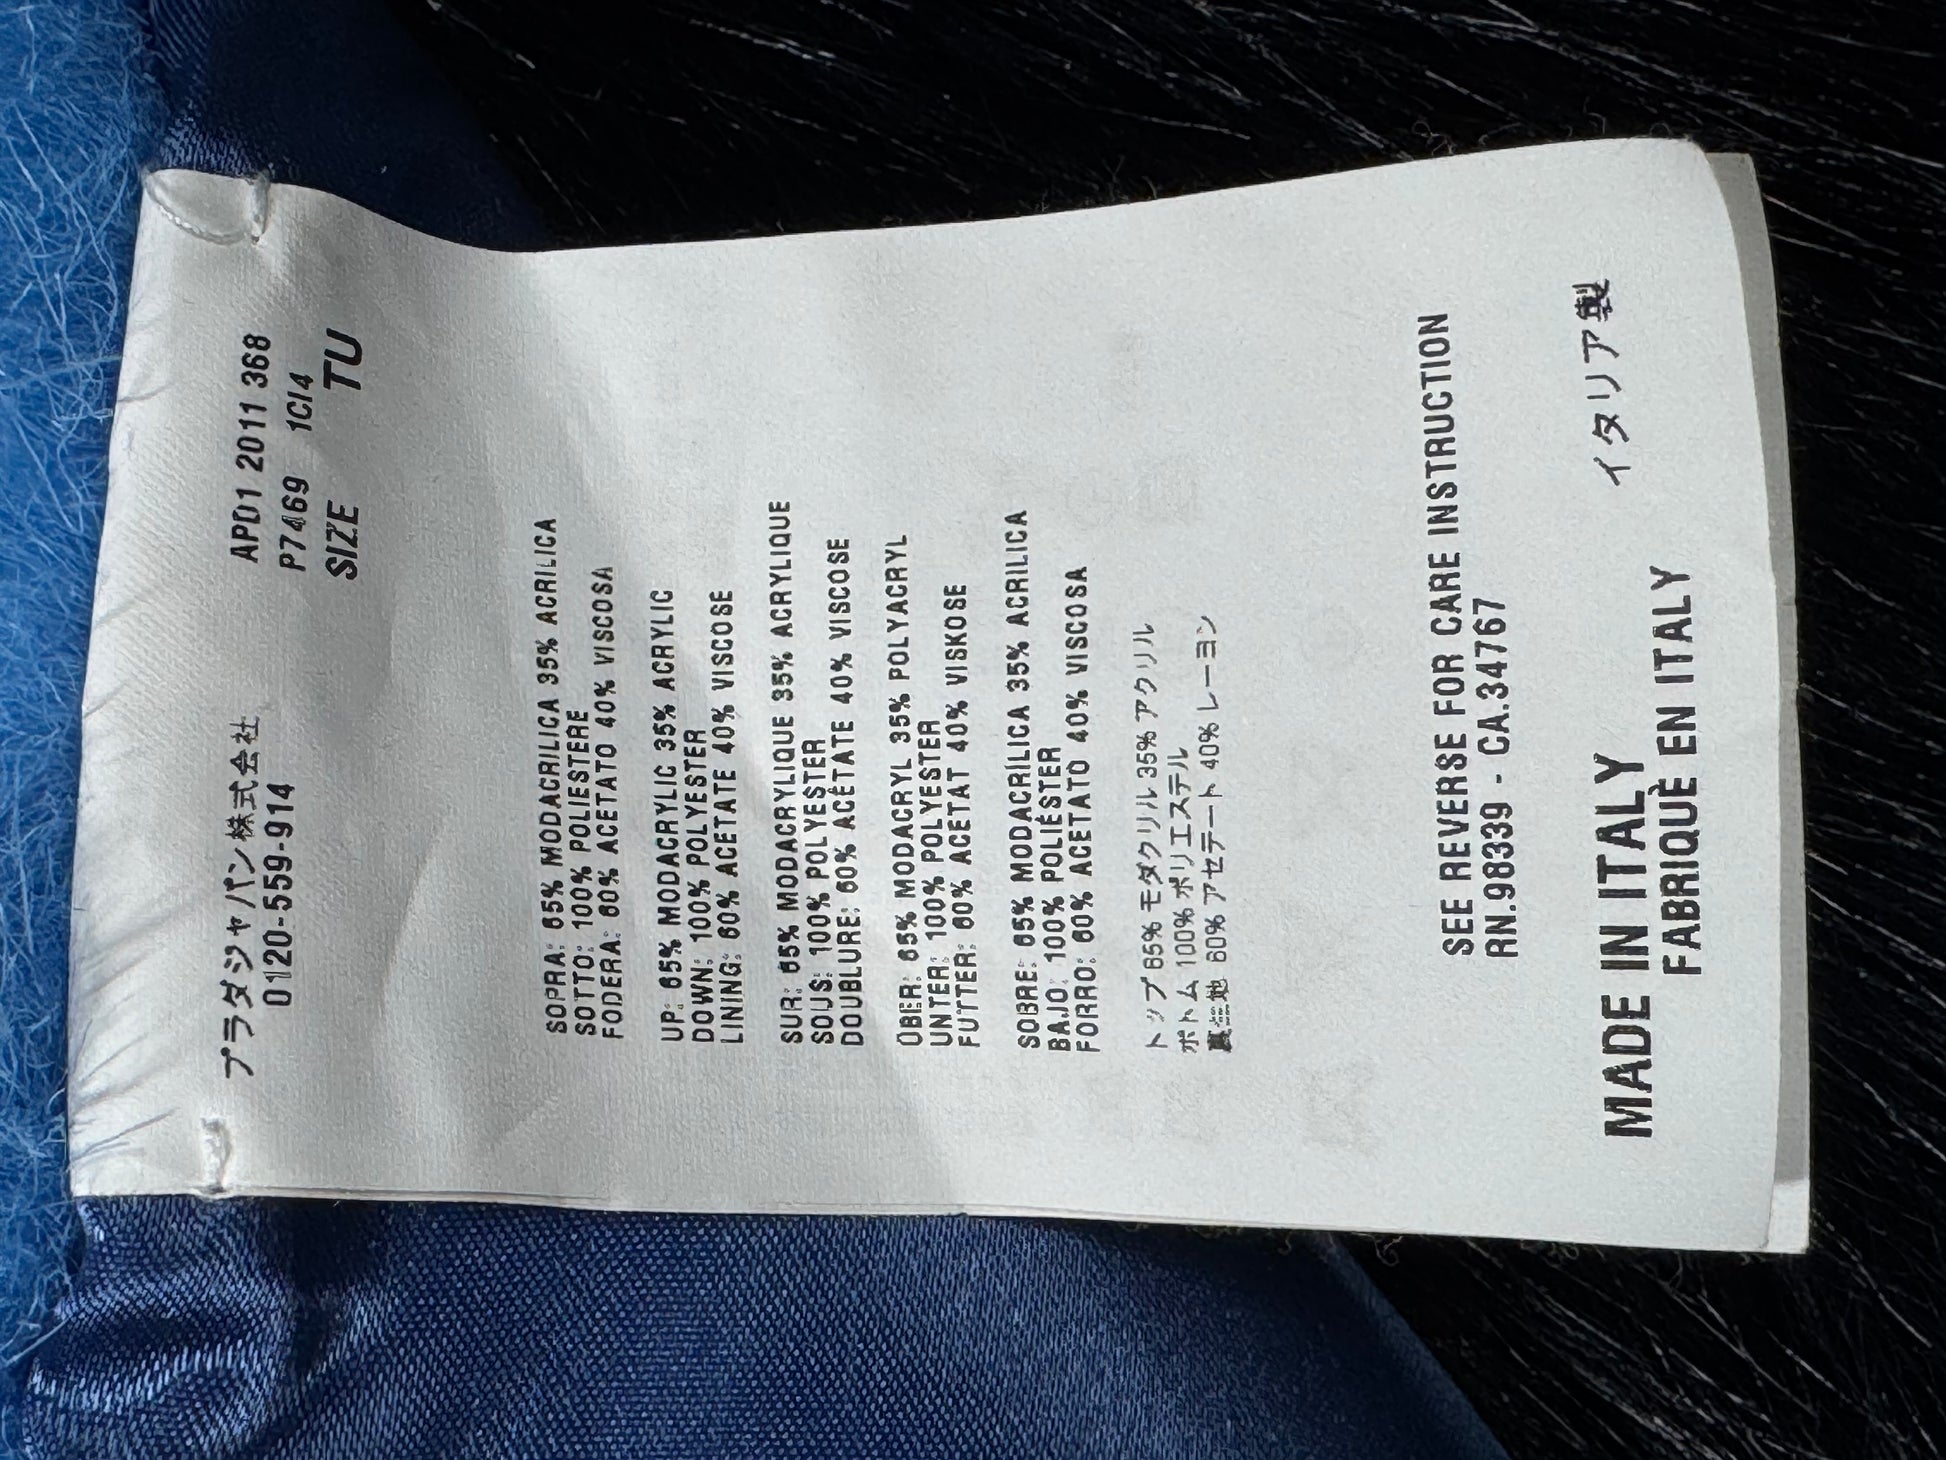 プラダジャパン株式会社
0120-559-914
APD1 2011 368
P7469 1CI4
SIZE TU
SOPRA: 65% MODACRILICA 35% ACRILICA
SOTTO: 100% POLIESTERE
FODERA: 60% ACETATO 40% VISCOSA
UP: 65% MODACRYLIC 35% ACRYLIC
DOWN: 100% POLYESTER
LINING: 60% ACETATE 40% VISCOSE
SUR: 65% MODACRYLIQUE 35% ACRYLIQUE
SOUS: 100% POLYESTER
DOUBLURE: 60% ACÉTATE 40% VISCOSE
ÜBER: 65% MODACRYL 35% POLYACRYL
UNTER: 100% POLYESTER
FUTTER: 60% ACETAT 40% VISKOSE
SOBRE: 65% MODACRÍLICA 35% ACRILICA
BAJO: 100% POLIÉSTER
FORRO: 60% ACETATO 40% VISCOSA
トップ 65% モダクリル 35% アクリル
ボトム 100% ポリエステル
裏生地 60% アセテート 40% レーヨン
SEE REVERSE FOR CARE INSTRUCTION
RN.98339 - CA.34767
MADE IN ITALY イタリア製
FABRIQUÈ EN ITALY